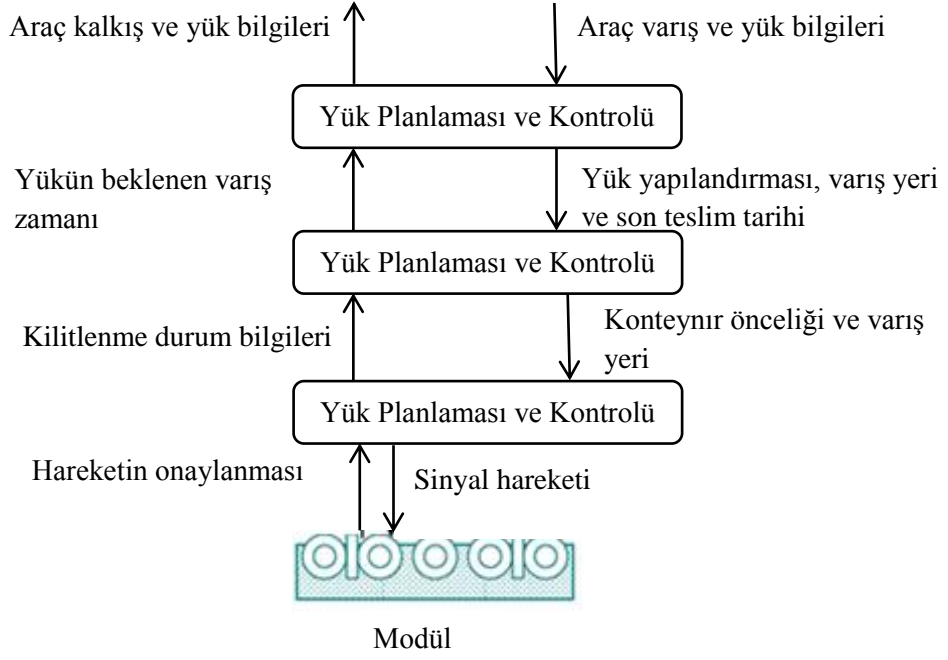 Araç kalkış ve yük bilgileri
Araç varış ve yük bilgileri
Yük Planlaması ve Kontrolü
Yükün beklenen varış
zamanı
Yük yapılandırması, varış yeri
ve son teslim tarihi
Yük Planlaması ve Kontrolü
Kilitlenme durum bilgileri
Konteynır önceliği ve varış
yeri
Yük Planlaması ve Kontrolü
Hareketin onaylanması
Sinyal hareketi
Modül